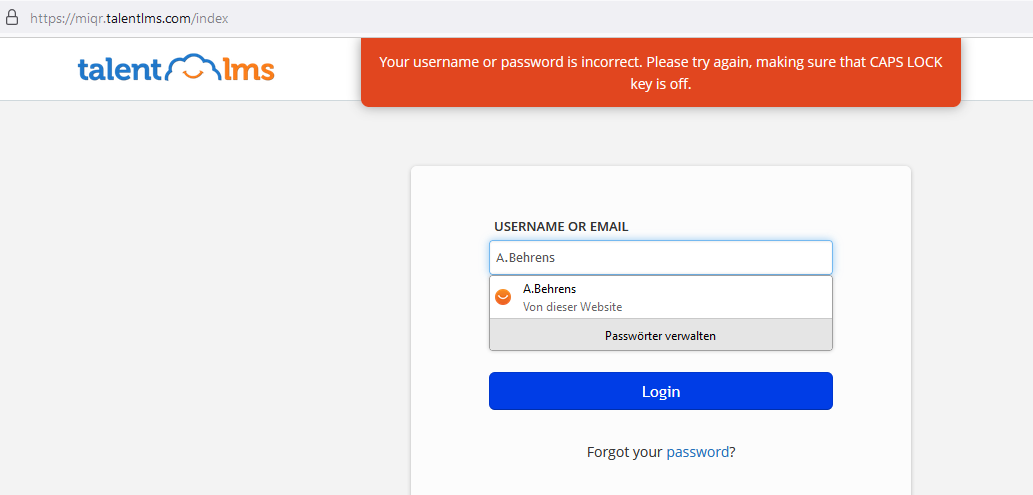 https://miqr.talentlms.com/index
talent lms
Your username or password is incorrect. Please try again, making sure that CAPS LOCK
key is off.
USERNAME OR EMAIL
A.Behrens
A.Behrens
Von dieser Website
Passwörter verwalten
Login
Forgot your password?